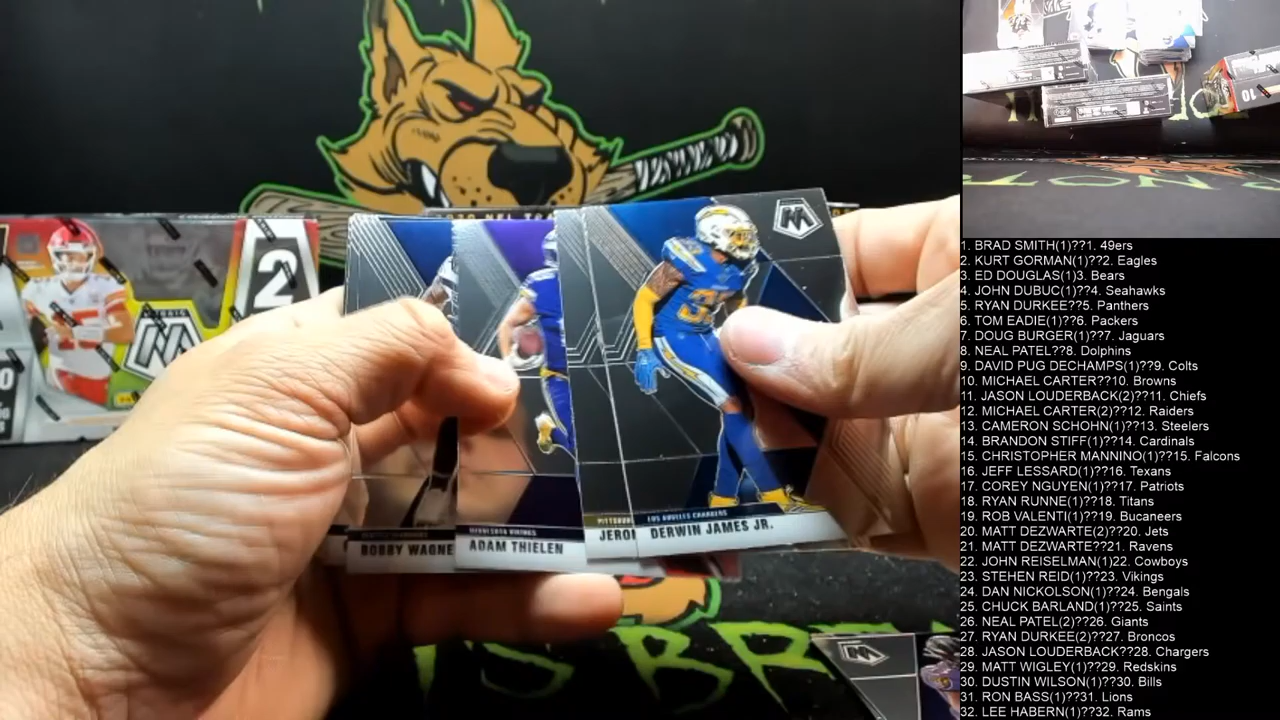 2
10
BOBBY WAGNE
MINNESOTA VIKINGS
ADAM THIELEN
PITTSBUR
JERO
LOS ANGELES CHARGERS
DERWIN JAMES JR.
1. BRAD SMITH(1)??1. 49ers
2. KURT GORMAN(1)??2. Eagles
3. ED DOUGLAS(1)3. Bears
4. JOHN DUBUC(1)??4. Seahawks
5. RYAN DURKEE??5. Panthers
6. TOM EADIE(1)??6. Packers
7. DOUG BURGER(1)??7. Jaguars
8. NEAL PATEL??8. Dolphins
9. DAVID PUG DECHAMPS(1)??9. Colts
10. MICHAEL CARTER??10. Browns
11. JASON LOUDERBACK(2)??11. Chiefs
12. MICHAEL CARTER(2)??12. Raiders
13. CAMERON SCHOHN(1)??13. Steelers
14. BRANDON STIFF(1)??14. Cardinals
15. CHRISTOPHER MANNINO(1)??15. Falcons
16. JEFF LESSARD(1)??16. Texans
17. COREY NGUYEN(1)??17. Patriots
18. RYAN RUNNE(1)??18. Titans
19. ROB VALENTI(1)??19. Bucaneers
20. MATT DEZWARTE(2)??20. Jets
21. MATT DEZWARTE??21. Ravens
22. JOHN REISELMAN(1)22. Cowboys
23. STEHEN REID(1)??23. Vikings
24. DAN NICKOLSON(1)??24. Bengals
25. CHUCK BARLAND(1)??25. Saints
26. NEAL PATEL(2)??26. Giants
27. RYAN DURKEE(2)??27. Broncos
28. JASON LOUDERBACK??28. Chargers
29. MATT WIGLEY(1)??29. Redskins
30. DUSTIN WILSON(1)??30. Bills
31. RON BASS(1)??31. Lions
32. LEE HABERN(1)??32. Rams